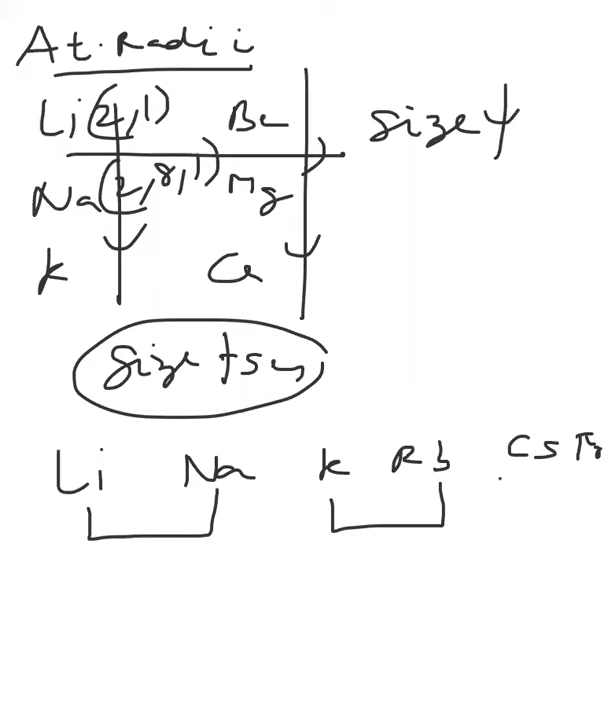 At. Radii
Li(2,1) Be size↓
Na(2,8,1) Mg
K Ca
Size ↑ses
Li Na K Rb Cs Fr